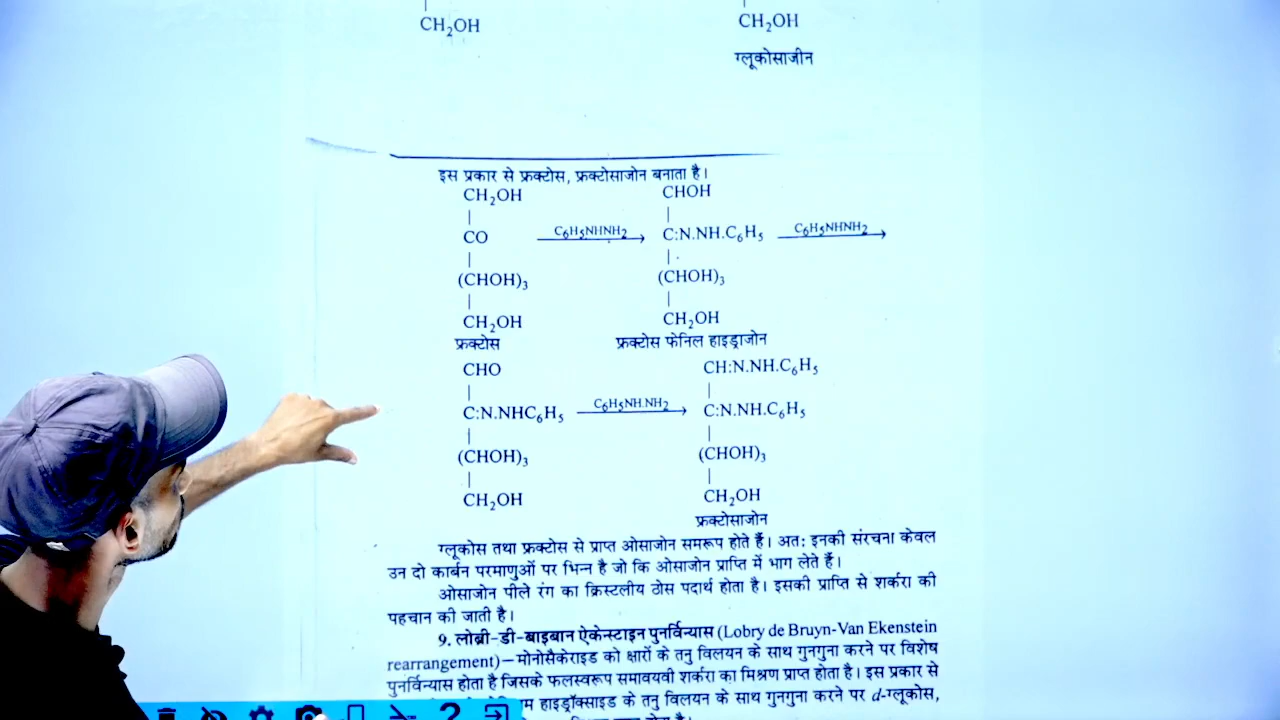 CH₂OH CH₂OH
ग्लूकोसाजीन
इस प्रकार से फ्रक्टोस, फ्रक्टोसाजोन बनाता है।
CH₂OH CHOH
|  |
CO C₆H₅NHNH₂ C:N.NH.C₆H₅ C₆H₅NHNH₂
|  |
(CHOH)₃ (CHOH)₃
|  |
CH₂OH CH₂OH
फ्रक्टोस फ्रक्टोस फेनिल हाइड्राजोन
CHO CH:N.NH.C₆H₅
|  |
C:N.NHC₆H₅ C₆H₅NH.NH₂ C:N.NH.C₆H₅
|  |
(CHOH)₃ (CHOH)₃
|  |
CH₂OH CH₂OH
फ्रक्टोसाजोन
ग्लूकोस तथा फ्रक्टोस से प्राप्त ओसाजोन समरूप होते हैं। अतः इनकी संरचना केवल
उन दो कार्बन परमाणुओं पर भिन्न है जो कि ओसाजोन प्राप्ति में भाग लेते हैं।
ओसाजोन पीले रंग का क्रिस्टलीय ठोस पदार्थ होता है। इसकी प्राप्ति से शर्करा की
पहचान की जाती है।
9. लोब्री-डी-बाइबान ऐकेन्स्टाइन पुनर्विन्यास (Lobry de Bruyn-Van Ekenstein
rearrangement)—मोनोसैकेराइड को क्षारों के तनु विलयन के साथ गुनगुना करने पर विशेष
पुनर्विन्यास होता है जिसके फलस्वरूप समावयवी शर्करा का मिश्रण प्राप्त होता है। इस प्रकार से
हाइड्रॉक्साइड के तनु विलयन के साथ गुनगुना करने पर d-ग्लूकोस,